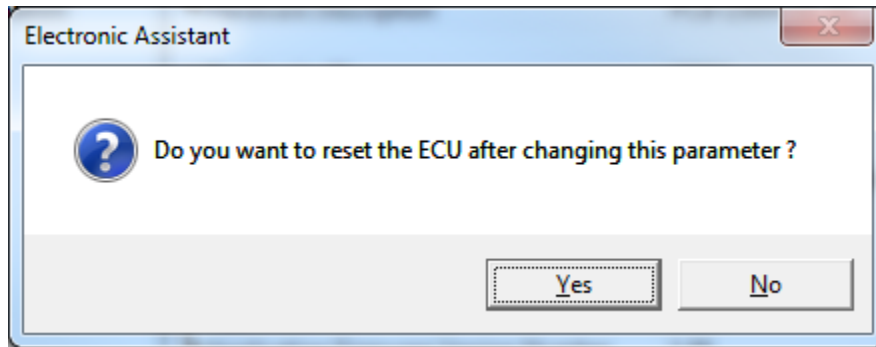 Electronic Assistant
Do you want to reset the ECU after changing this parameter ?
Yes
No